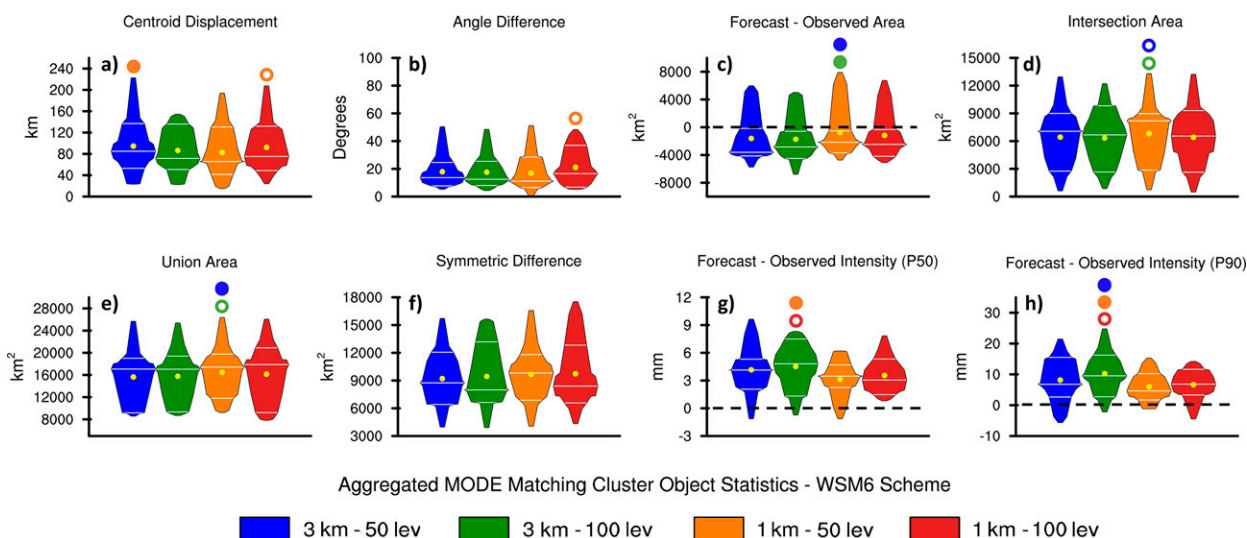 Centroid Displacement
a)
km
240
200
160
120
80
40
0
Angle Difference
b)
Degrees
100
80
60
40
20
0
Forecast - Observed Area
c)
km²
8000
4000
0
-4000
-8000
Intersection Area
d)
km²
15000
12000
9000
6000
3000
0
Union Area
e)
km²
28000
24000
20000
16000
12000
8000
Symmetric Difference
f)
km²
18000
15000
12000
9000
6000
3000
Forecast - Observed Intensity (P50)
g)
mm
12
9
6
3
0
-3
Forecast - Observed Intensity (P90)
h)
mm
30
20
10
0
-10
Aggregated MODE Matching Cluster Object Statistics - WSM6 Scheme
3 km - 50 lev 3 km - 100 lev 1 km - 50 lev 1 km - 100 lev